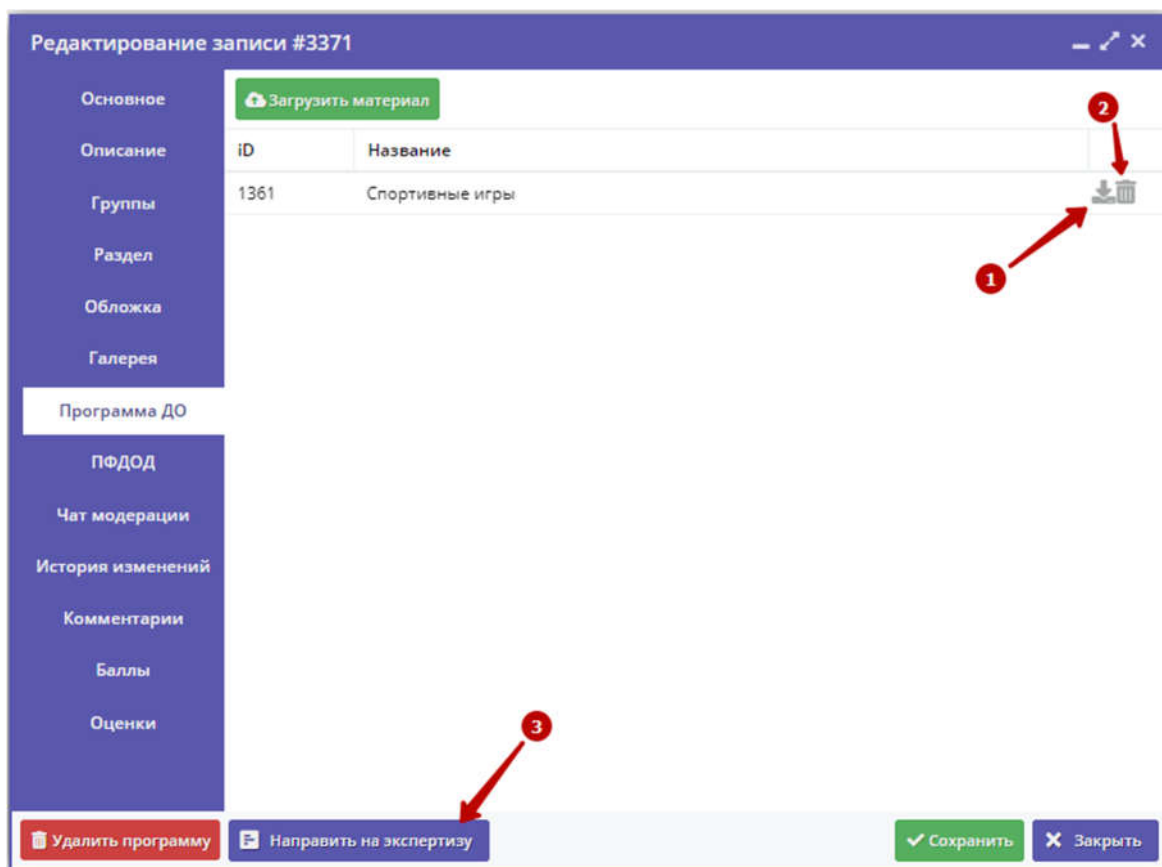 Редактирование записи #3371
Основное
Описание
Группы
Раздел
Обложка
Галерея
Программа ДО
ПФДОД
Чат модерации
История изменений
Комментарии
Баллы
Оценки
Загрузить материал
iD Название
1361 Спортивные игры
2
1
3
Удалить программу Направить на экспертизу Сохранить Закрыть